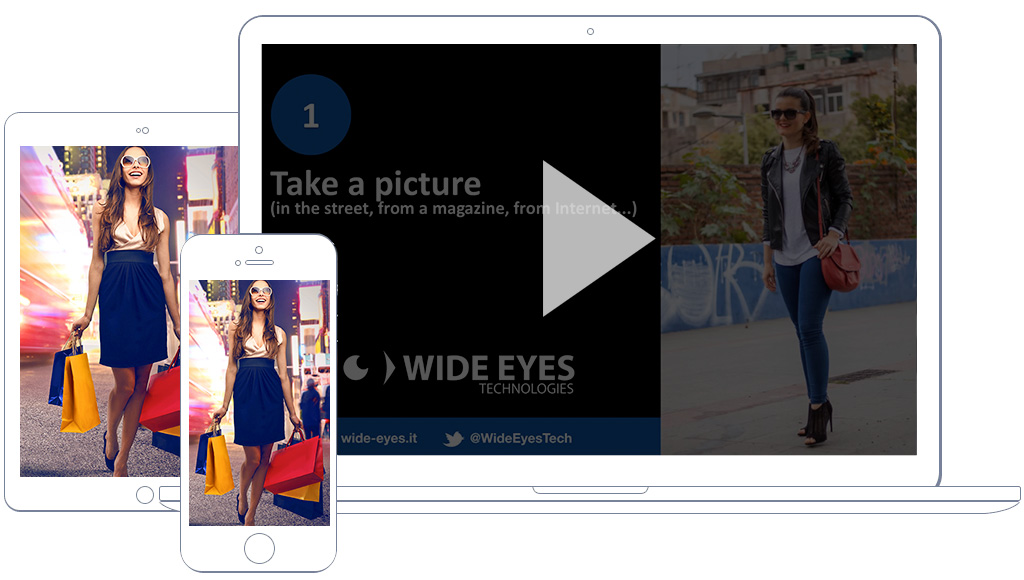 1
Take a picture
(in the street, from a magazine, from Internet...)
WIDE EYES
TECHNOLOGIES
wide-eyes.it @WideEyesTech